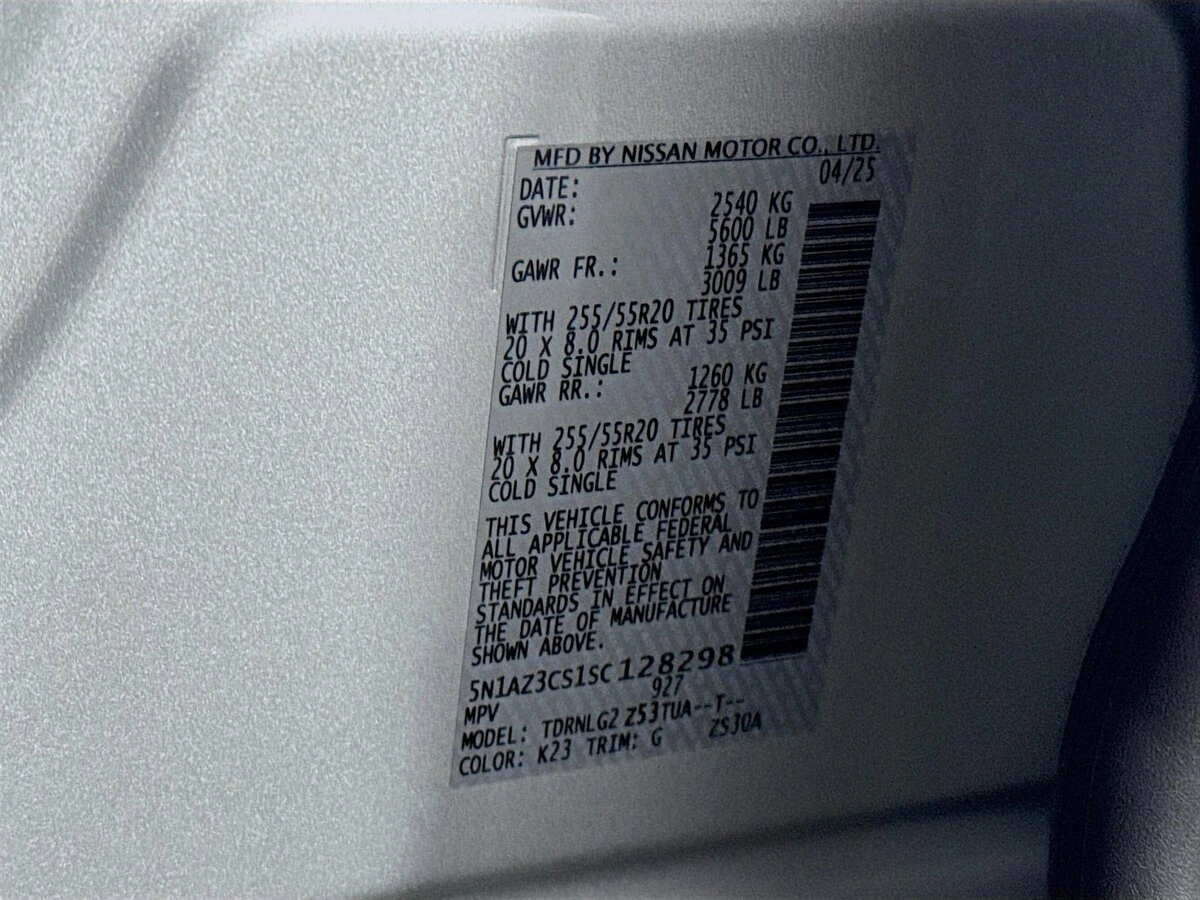 MFD BY NISSAN MOTOR CO., LTD.
DATE: 04/25
GVWR: 2540 KG
5600 LB
GAWR FR.: 1365 KG
3009 LB
WITH 255/55R20 TIRES
20 X 8.0 RIMS AT 35 PSI
COLD SINGLE
GAWR RR.: 1260 KG
2778 LB
WITH 255/55R20 TIRES
20 X 8.0 RIMS AT 35 PSI
COLD SINGLE
THIS VEHICLE CONFORMS TO
ALL APPLICABLE FEDERAL
MOTOR VEHICLE SAFETY AND
THEFT PREVENTION
STANDARDS IN EFFECT ON
THE DATE OF MANUFACTURE
SHOWN ABOVE.
5N1AZ3CS1SC128298
MPV 927
MODEL: TDRNLG2 Z53TUA--T--
COLOR: K23 TRIM: G ZS30A